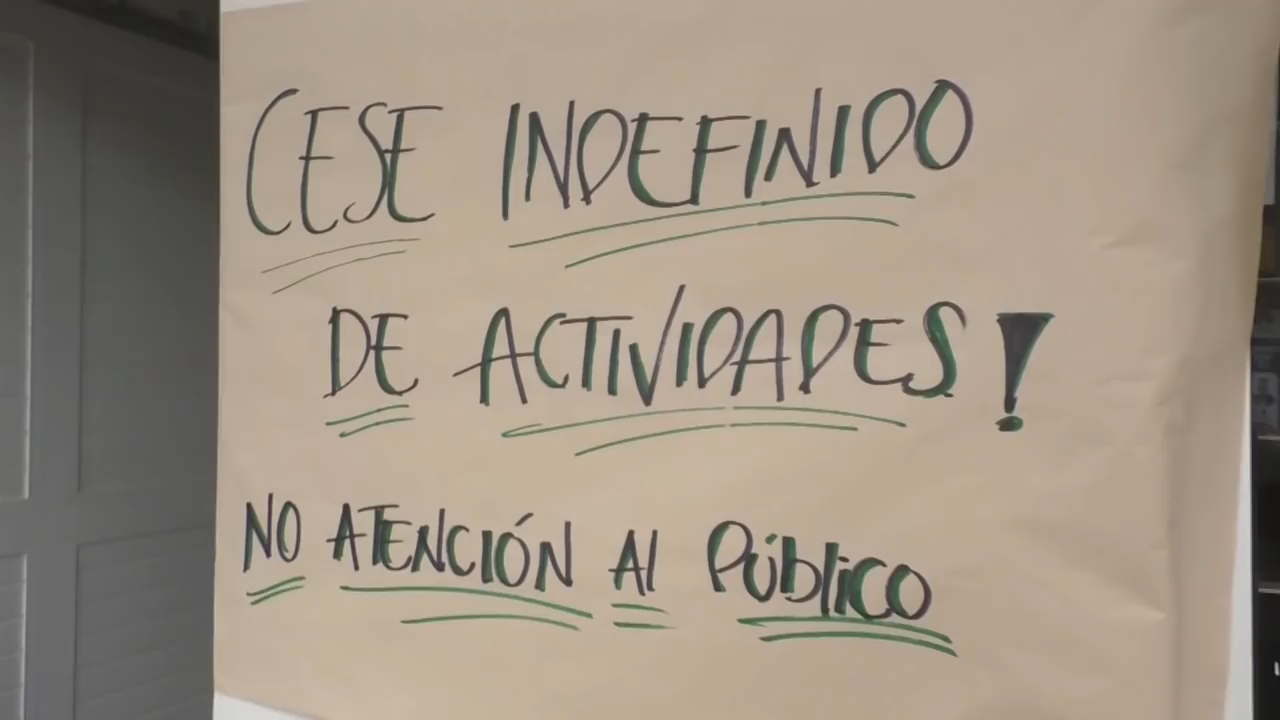 CESE INDEFINIDO
DE ACTIVIDADES!
NO ATENCIÓN Al Público